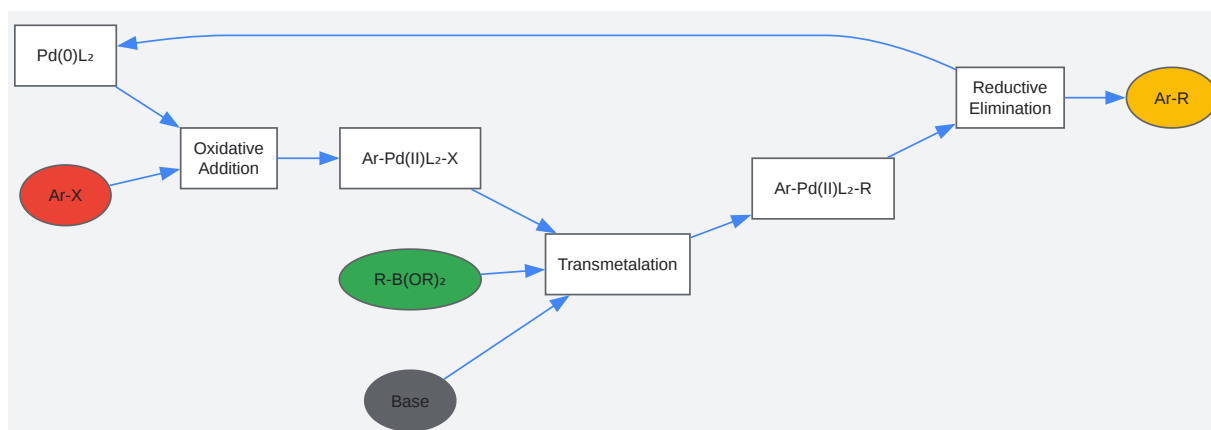 Pd(0)L₂
Oxidative
Addition
Ar-X
Ar-Pd(II)L₂-X
R-B(OR)₂
Base
Transmetalation
Ar-Pd(II)L₂-R
Reductive
Elimination
Ar-R